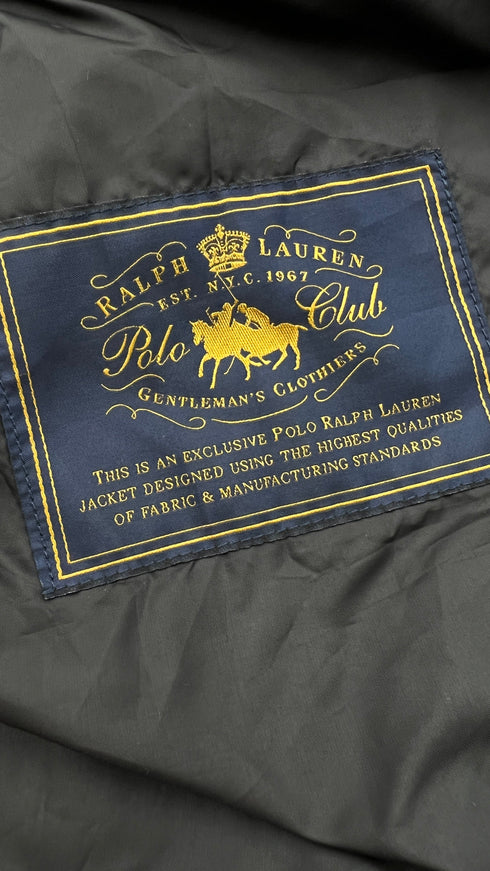 RALPH LAUREN
EST. N.Y.C. 1967
Polo Club
GENTLEMAN'S CLOTHIERS
THIS IS AN EXCLUSIVE POLO RALPH LAUREN
JACKET DESIGNED USING THE HIGHEST QUALITIES
OF FABRIC & MANUFACTURING STANDARDS